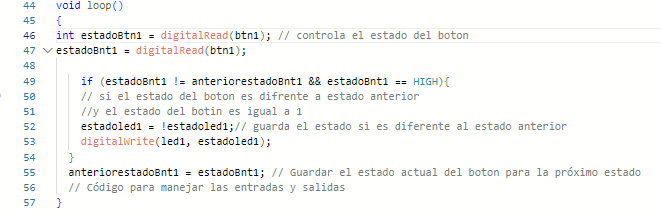 44 void loop()
45 {
46 int estadoBtn1 = digitalRead(btn1); // controla el estado del boton
47 estadoBnt1 = digitalRead(btn1);
48
49 if (estadoBnt1 != anteriorestadoBnt1 && estadoBnt1 == HIGH){
50 // si el estado del boton es difrente a estado anterior
51 //y el estado del botin es igual a 1
52 estadoled1 = !estadoled1;// guarda el estado si es diferente al estado anterior
53 digitalWrite(led1, estadoled1);
54 }
55 anteriorestadoBnt1 = estadoBnt1; // Guardar el estado actual del boton para la próximo estado
56 // Código para manejar las entradas y salidas
57 }